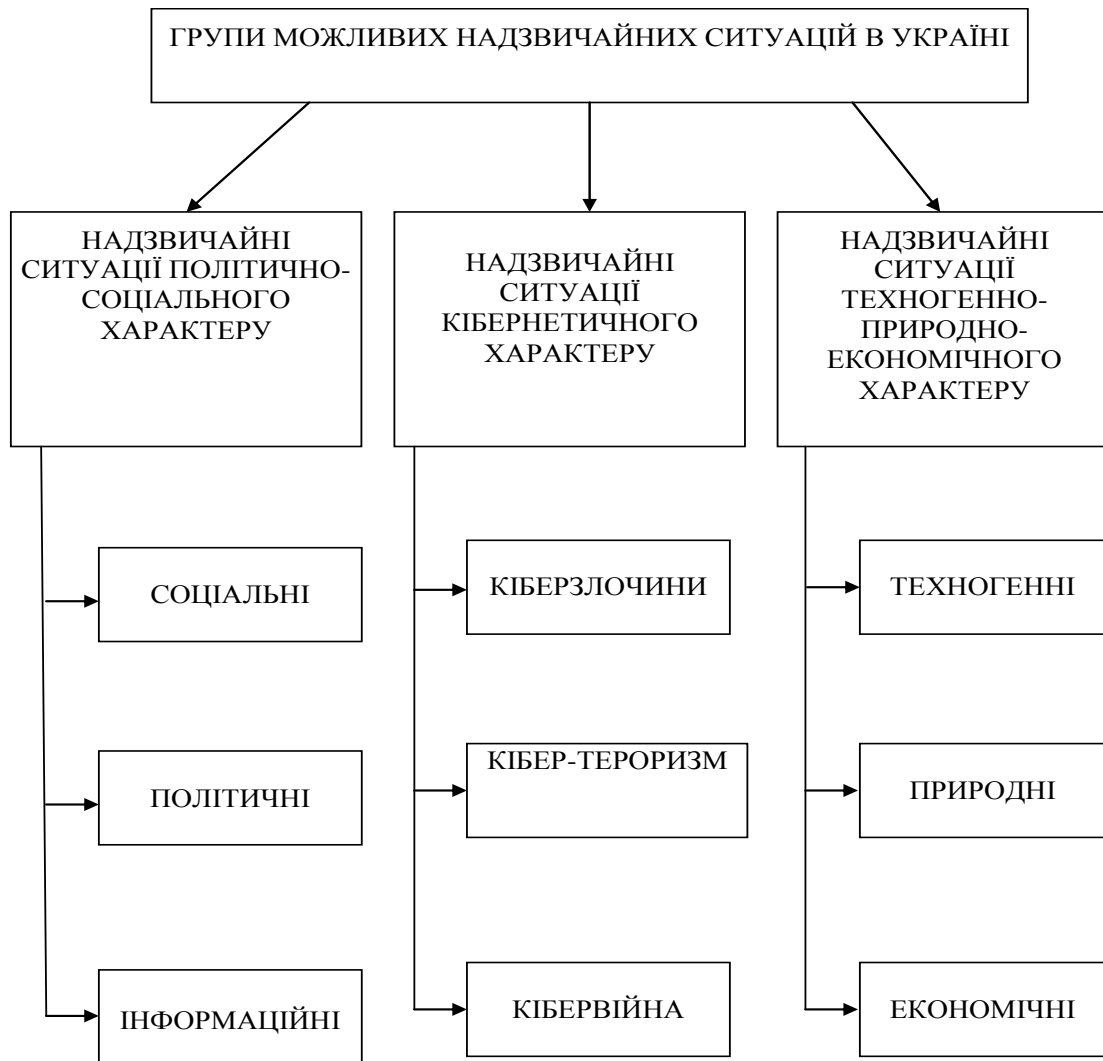 ГРУПИ МОЖЛИВИХ НАДЗВИЧАЙНИХ СИТУАЦІЙ В УКРАЇНІ
НАДЗВИЧАЙНІ
СИТУАЦІЇ ПОЛІТИЧНО-
СОЦІАЛЬНОГО
ХАРАКТЕРУ
НАДЗВИЧАЙНІ
СИТУАЦІЇ
КІБЕРНЕТИЧНОГО
ХАРАКТЕРУ
НАДЗВИЧАЙНІ
СИТУАЦІЇ
ТЕХНОГЕННО-
ПРИРОДНО-
ЕКОНОМІЧНОГО
ХАРАКТЕРУ
СОЦІАЛЬНІ
КІБЕРЗЛОЧИНИ
ТЕХНОГЕННІ
ПОЛІТИЧНІ
КІБЕР-ТЕРОРИЗМ
ПРИРОДНІ
ІНФОРМАЦІЙНІ
КІБЕРВІЙНА
ЕКОНОМІЧНІ